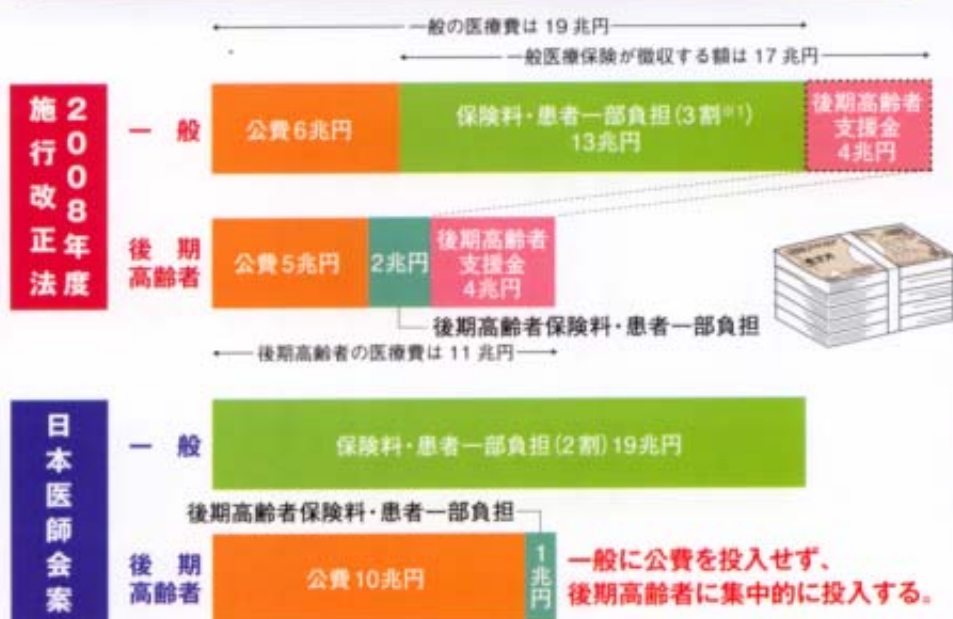 一般の医療費は 19 兆円
一般医療保険が徴収する額は 17 兆円
2008年度
施行改正法
一般
公費6兆円
保険料・患者一部負担(3割※1)
13兆円
後期高齢者
支援金
4兆円
後期
高齢者
公費5兆円
2兆円
後期高齢者
支援金
4兆円
後期高齢者保険料・患者一部負担
後期高齢者の医療費は 11 兆円
日本医師会案
一般
保険料・患者一部負担(2割)19兆円
後期高齢者保険料・患者一部負担
後期
高齢者
公費10兆円
1兆円
一般に公費を投入せず、
後期高齢者に集中的に投入する。